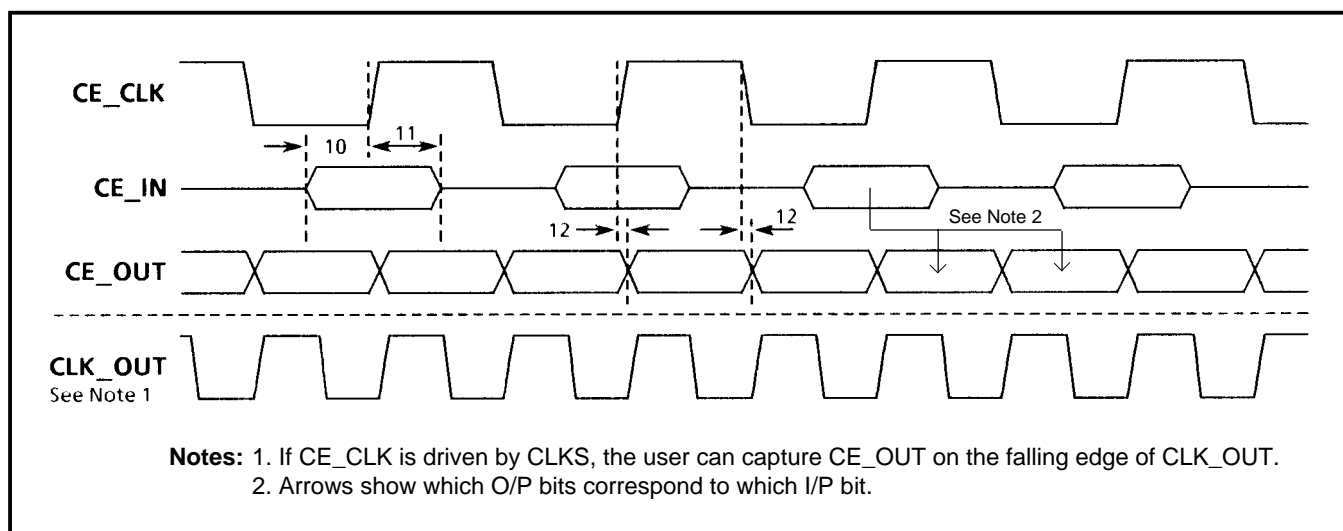 CE_CLK
10
11
CE_IN
12
12
See Note 2
CE_OUT
CLK_OUT
See Note 1
Notes: 1. If CE_CLK is driven by CLKS, the user can capture CE_OUT on the falling edge of CLK_OUT.
2. Arrows show which O/P bits correspond to which I/P bit.